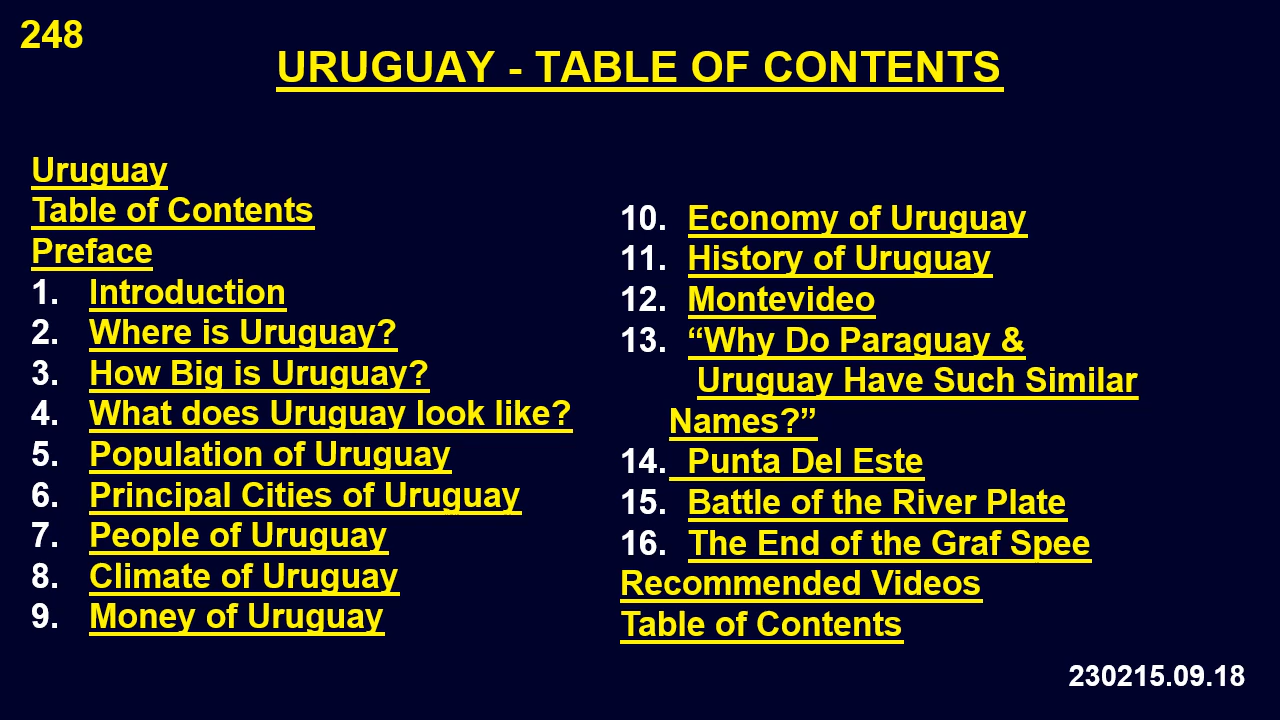 248
URUGUAY - TABLE OF CONTENTS
Uruguay
Table of Contents
Preface
1. Introduction
2. Where is Uruguay?
3. How Big is Uruguay?
4. What does Uruguay look like?
5. Population of Uruguay
6. Principal Cities of Uruguay
7. People of Uruguay
8. Climate of Uruguay
9. Money of Uruguay
10. Economy of Uruguay
11. History of Uruguay
12. Montevideo
13. “Why Do Paraguay &
Uruguay Have Such Similar
Names?”
14. Punta Del Este
15. Battle of the River Plate
16. The End of the Graf Spee
Recommended Videos
Table of Contents
230215.09.18